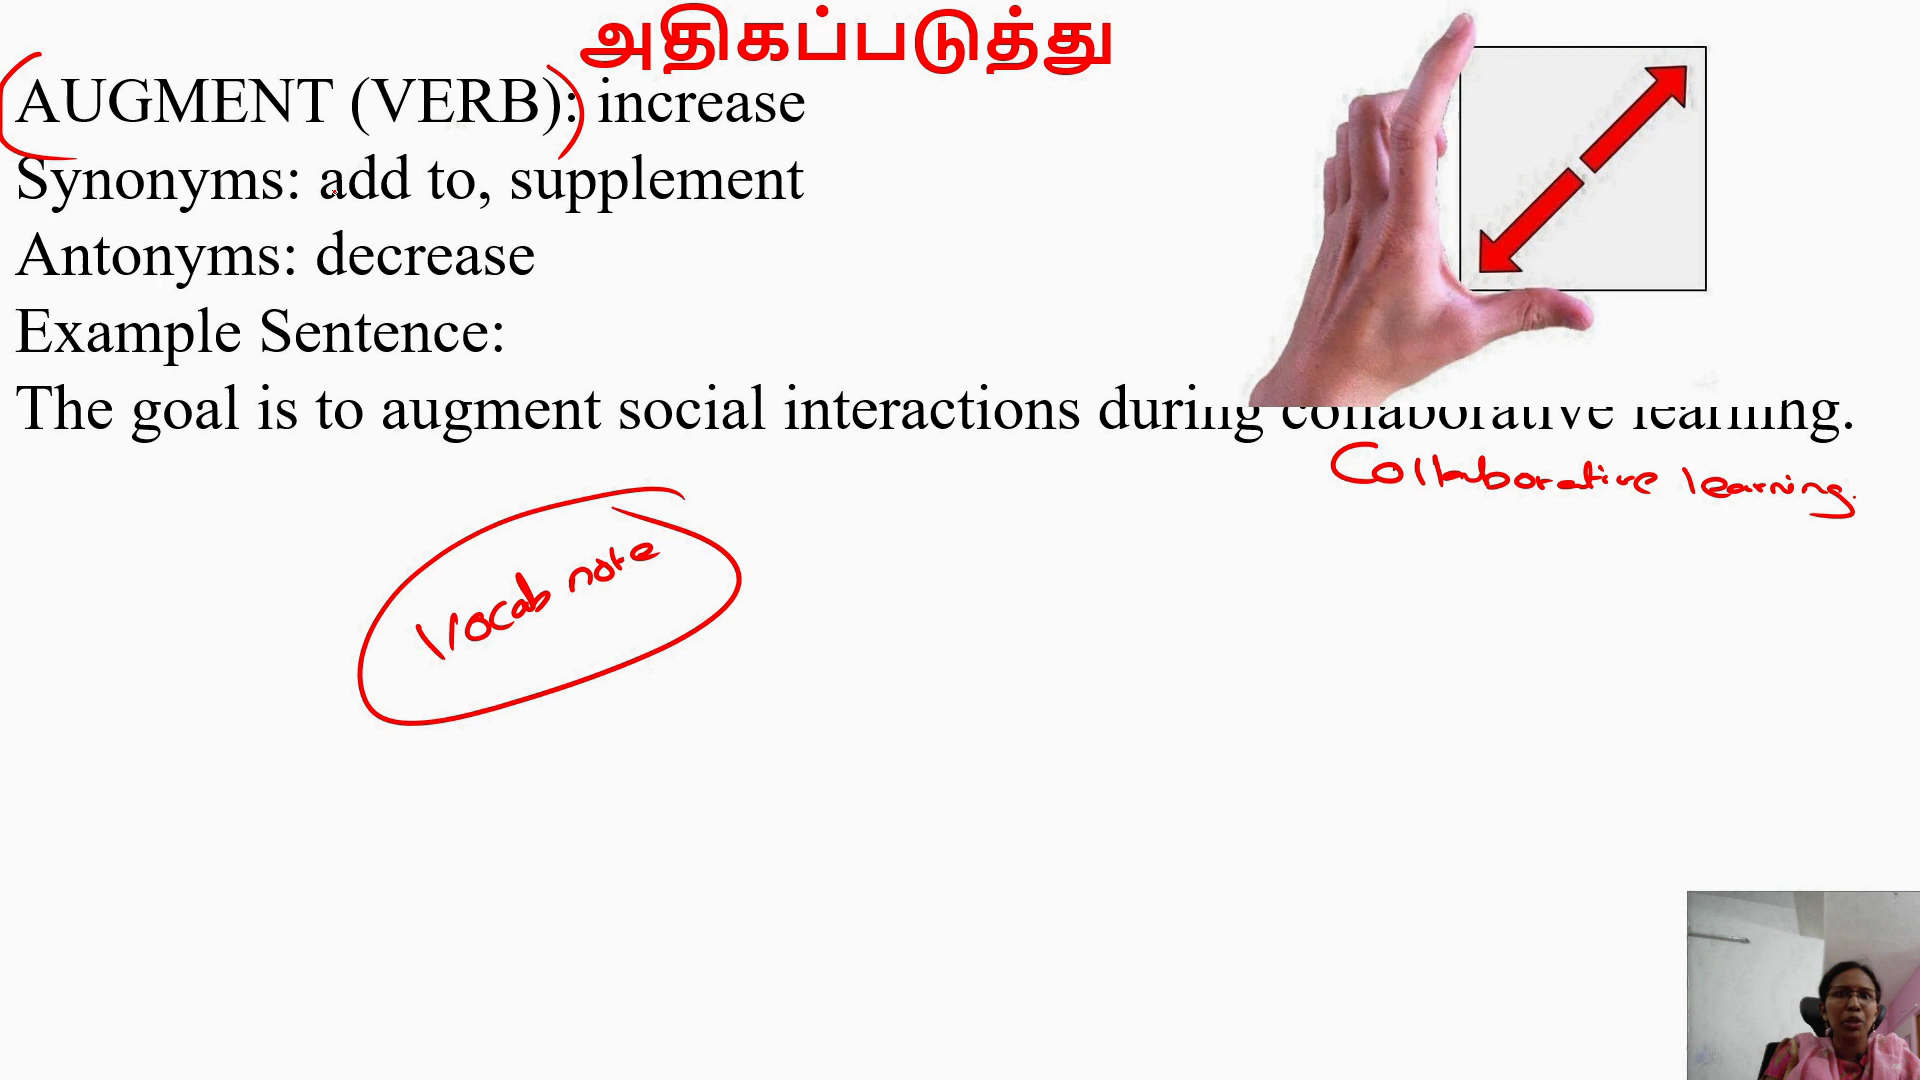 அதிகப்படுத்து
AUGMENT (VERB): increase
Synonyms: add to, supplement
Antonyms: decrease
Example Sentence:
The goal is to augment social interactions during collaborative learning.
Collaborative learning.
Vocab note